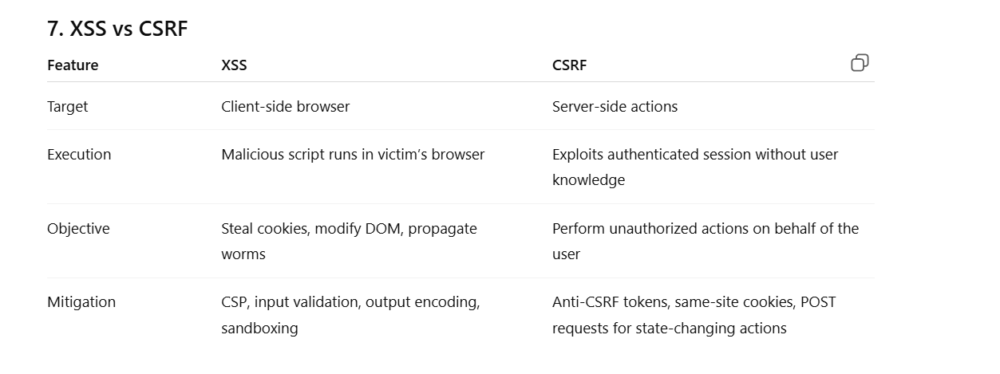 7. XSS vs CSRF
Feature XSS CSRF
Target Client-side browser Server-side actions
Execution Malicious script runs in victim’s browser Exploits authenticated session without user
knowledge
Objective Steal cookies, modify DOM, propagate Perform unauthorized actions on behalf of the
worms user
Mitigation CSP, input validation, output encoding, Anti-CSRF tokens, same-site cookies, POST
sandboxing requests for state-changing actions